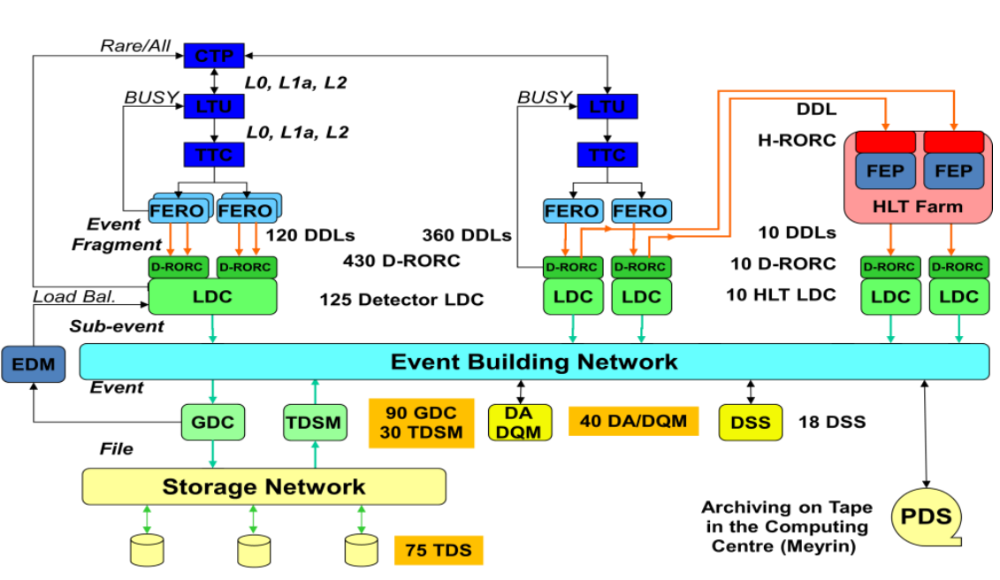 Rare/All
CTP
L0, L1a, L2
BUSY
LTU
BUSY
LTU
DDL
L0, L1a, L2
H-RORC
TTC
TTC
FEP
FEP
HLT Farm
FERO
FERO
FERO
FERO
Event
Fragment
120 DDLs
360 DDLs
10 DDLs
430 D-RORC
10 D-RORC
D-RORC
D-RORC
D-RORC
D-RORC
D-RORC
D-RORC
Load Bal.
LDC
125 Detector LDC
LDC
LDC
10 HLT LDC
LDC
LDC
Sub-event
EDM
Event Building Network
Event
GDC
TDSM
90 GDC
30 TDSM
DA
DQM
40 DA/DQM
DSS
18 DSS
File
Storage Network
Archiving on Tape
in the Computing
Centre (Meyrin)
PDS
75 TDS